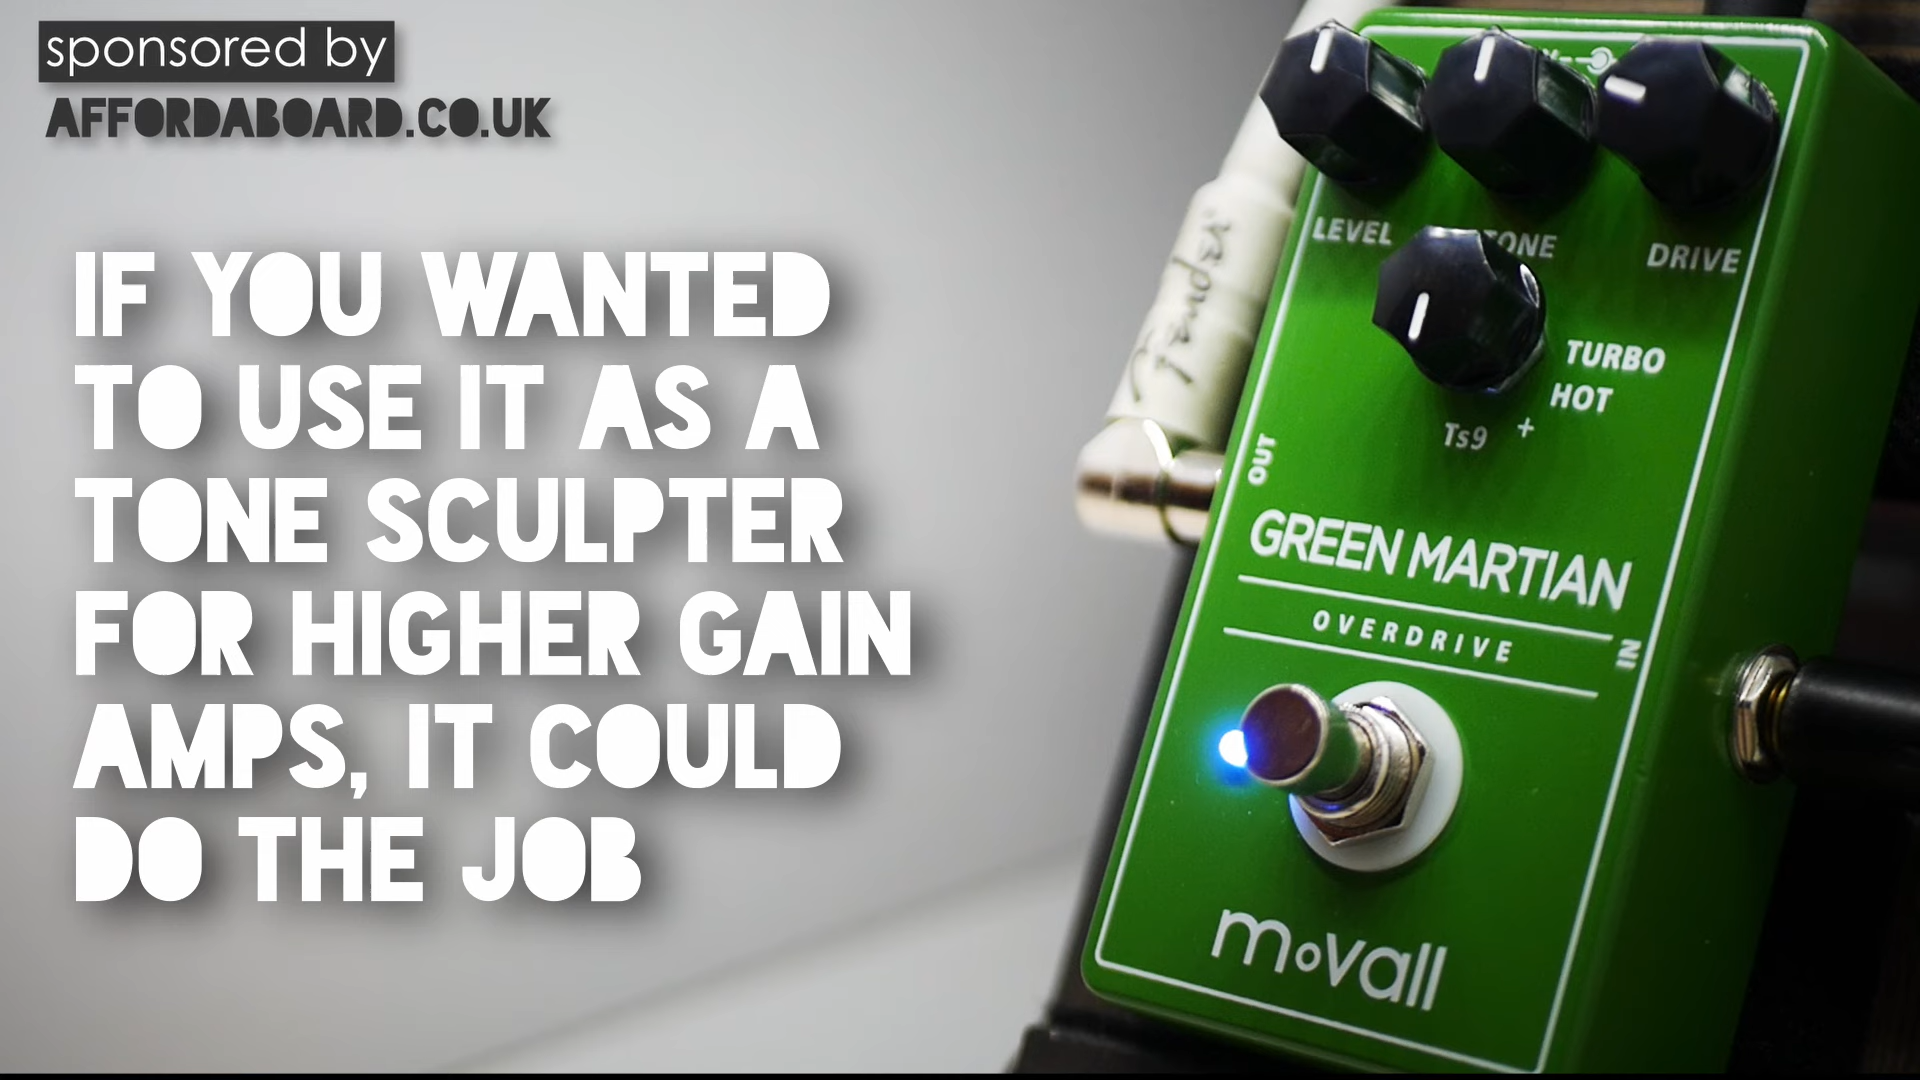 sponsored by
AFFORDABOARD.CO.UK
IF YOU WANTED
TO USE IT AS A
TONE SCULPTER
FOR HIGHER GAIN
AMPS, IT COULD
DO THE JOB
LEVEL
TONE
DRIVE
TURBO
HOT
+
Ts9
OUT
GREEN MARTIAN
OVERDRIVE
IN
movall